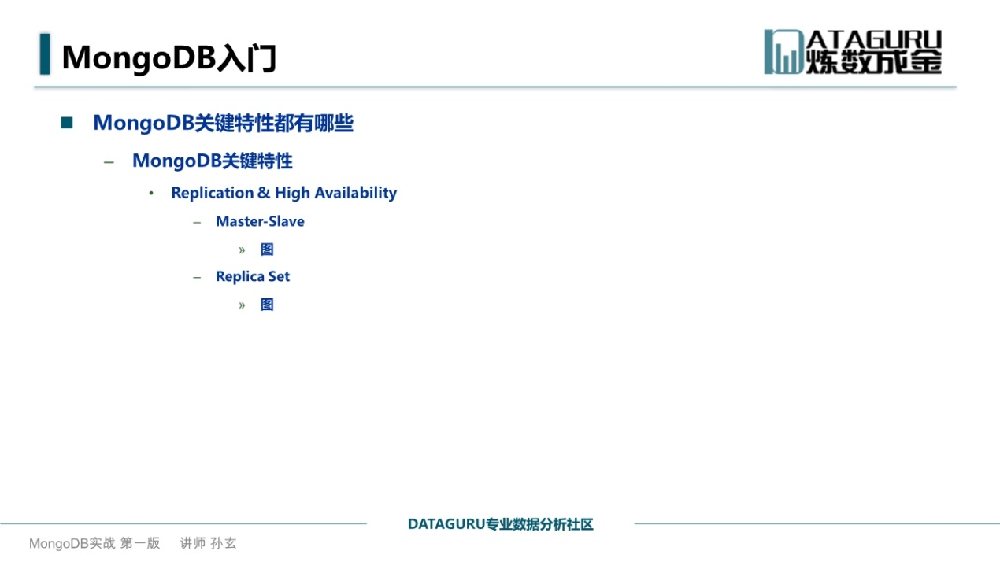 MongoDB入门
DATAGURU
炼数成金
■ MongoDB关键特性都有哪些
– MongoDB关键特性
• Replication & High Availability
– Master-Slave
» 图
– Replica Set
» 图
DATAGURU专业数据分析社区
MongoDB实战 第一版 讲师 孙玄